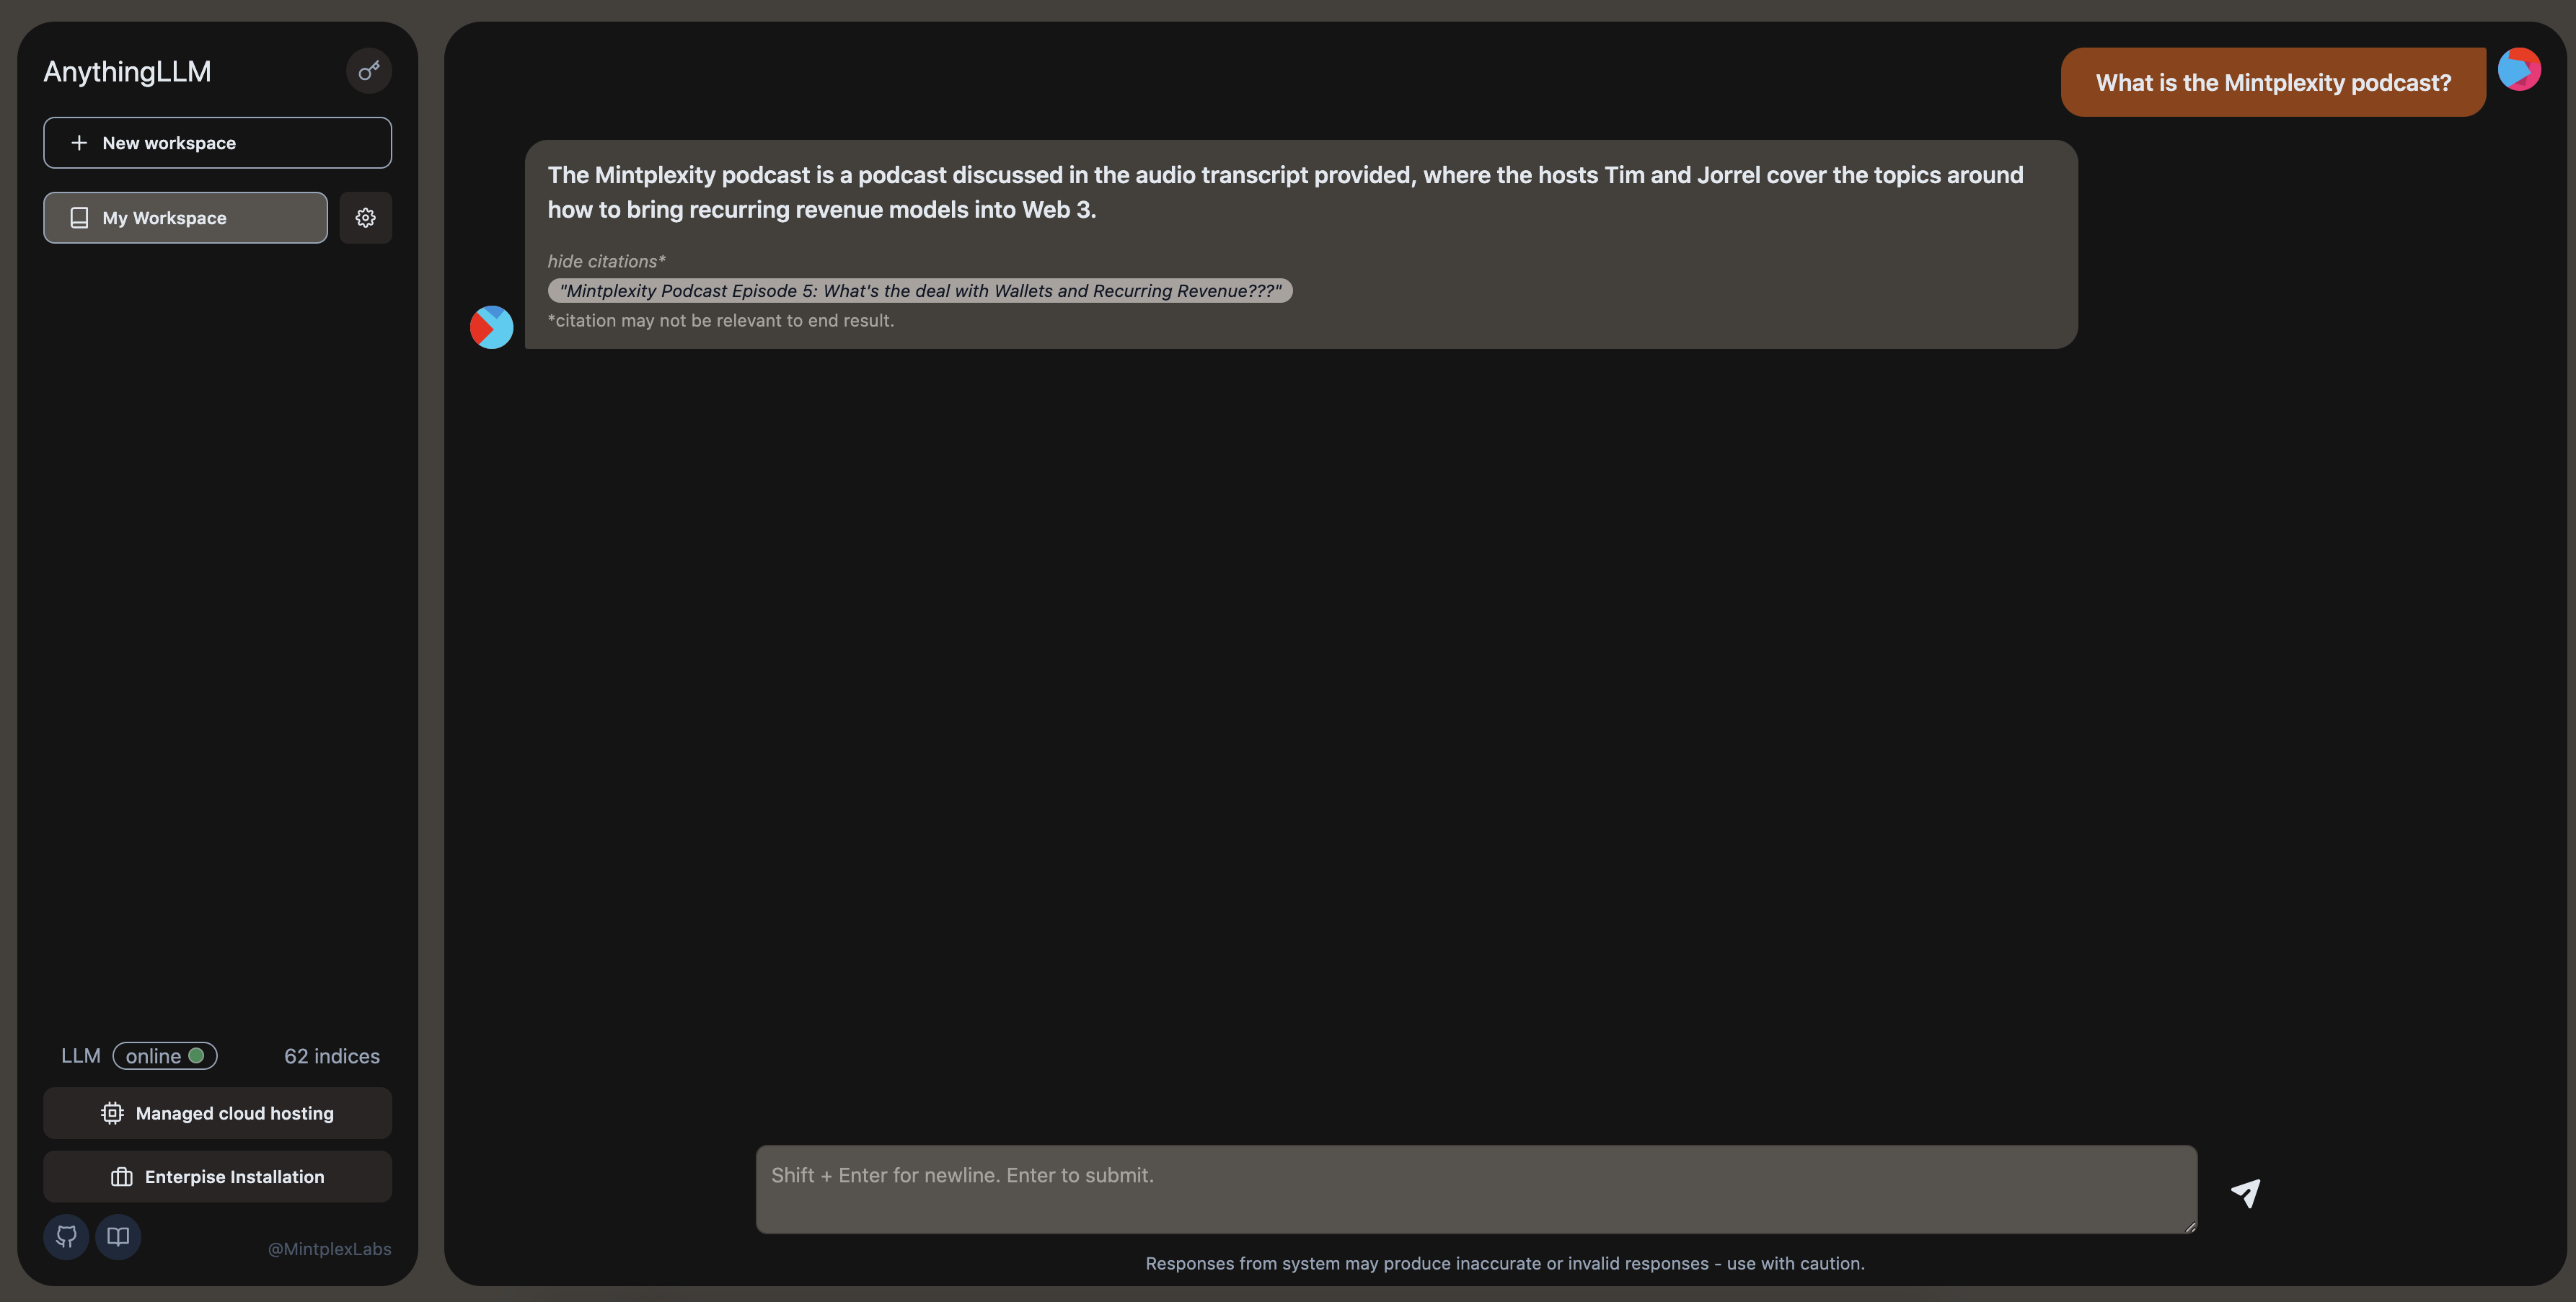 AnythingLLM
New workspace
My Workspace
LLM online 62 indices
Managed cloud hosting
Enterpise Installation
@MintplexLabs
What is the Mintplexity podcast?
The Mintplexity podcast is a podcast discussed in the audio transcript provided, where the hosts Tim and Jorrel cover the topics around
how to bring recurring revenue models into Web 3.
hide citations*
"Mintplexity Podcast Episode 5: What's the deal with Wallets and Recurring Revenue???"
*citation may not be relevant to end result.
Shift + Enter for newline. Enter to submit.
Responses from system may produce inaccurate or invalid responses - use with caution.